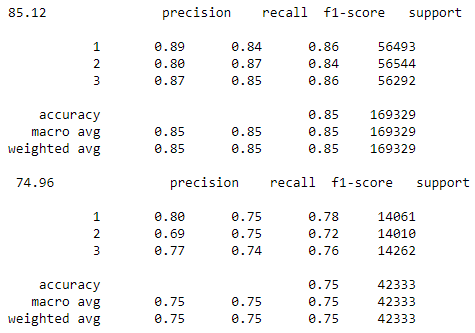 85.12 precision recall f1-score support
1 0.89 0.84 0.86 56493
2 0.80 0.87 0.84 56544
3 0.87 0.85 0.86 56292
accuracy 0.85 169329
macro avg 0.85 0.85 0.85 169329
weighted avg 0.85 0.85 0.85 169329
74.96 precision recall f1-score support
1 0.80 0.75 0.78 14061
2 0.69 0.75 0.72 14010
3 0.77 0.74 0.76 14262
accuracy 0.75 42333
macro avg 0.75 0.75 0.75 42333
weighted avg 0.75 0.75 0.75 42333